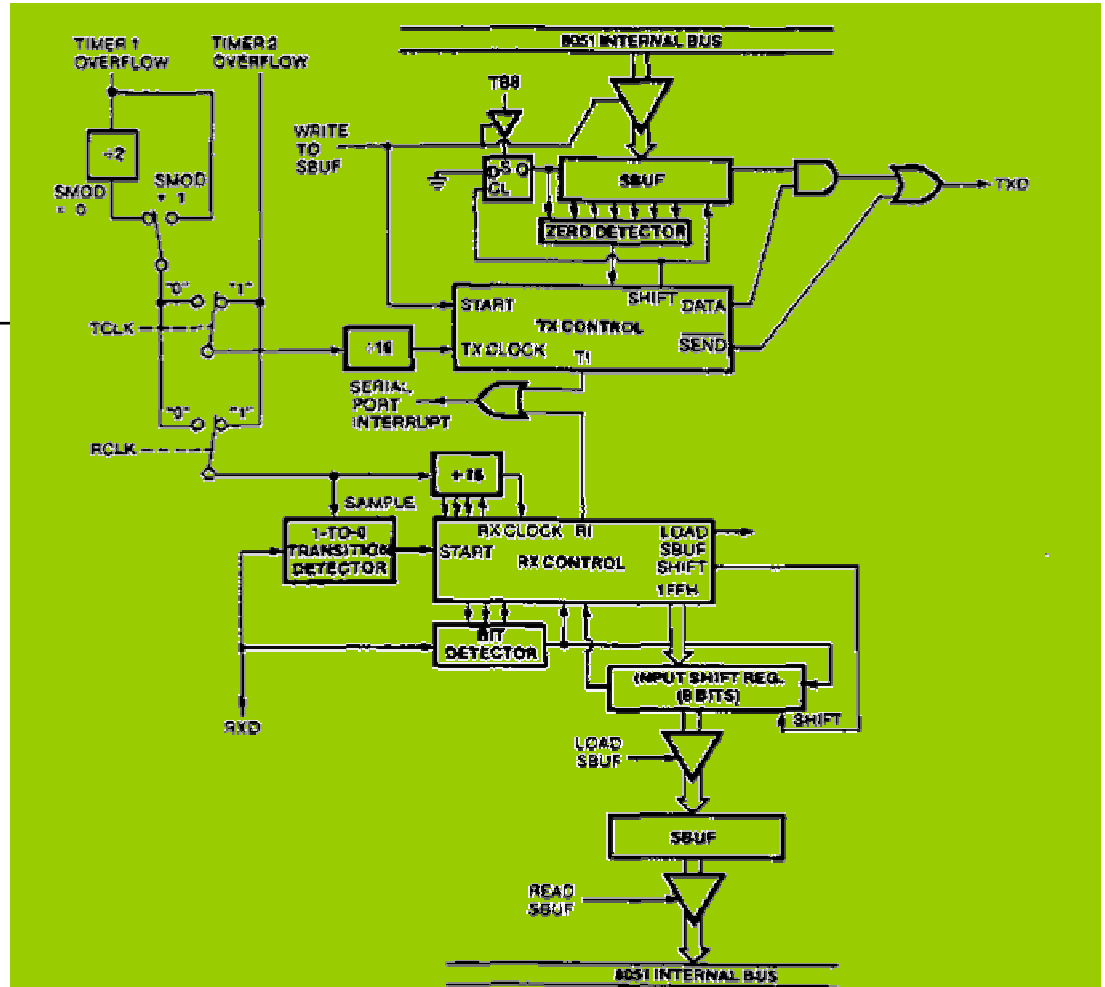 TIMER 1
OVERFLOW
TIMER 2
OVERFLOW
8051 INTERNAL BUS
TB8
WRITE
TO
SBUF
÷2
SMOD
= 0
SMOD
= 1
D S Q
CL
SBUF
TXD
ZERO DETECTOR
"0"
"1"
TCLK
START
SHIFT
DATA
TX CONTROL
÷16
TX CLOCK
TI
SEND
SERIAL
PORT
INTERRUPT
"0"
"1"
RCLK
÷16
SAMPLE
1-TO-0
TRANSITION
DETECTOR
START
RX CLOCK
RI
RX CONTROL
LOAD
SBUF
SHIFT
1FFH
BIT
DETECTOR
INPUT SHIFT REG.
(8 BITS)
RXD
SHIFT
LOAD
SBUF
SBUF
READ
SBUF
8051 INTERNAL BUS